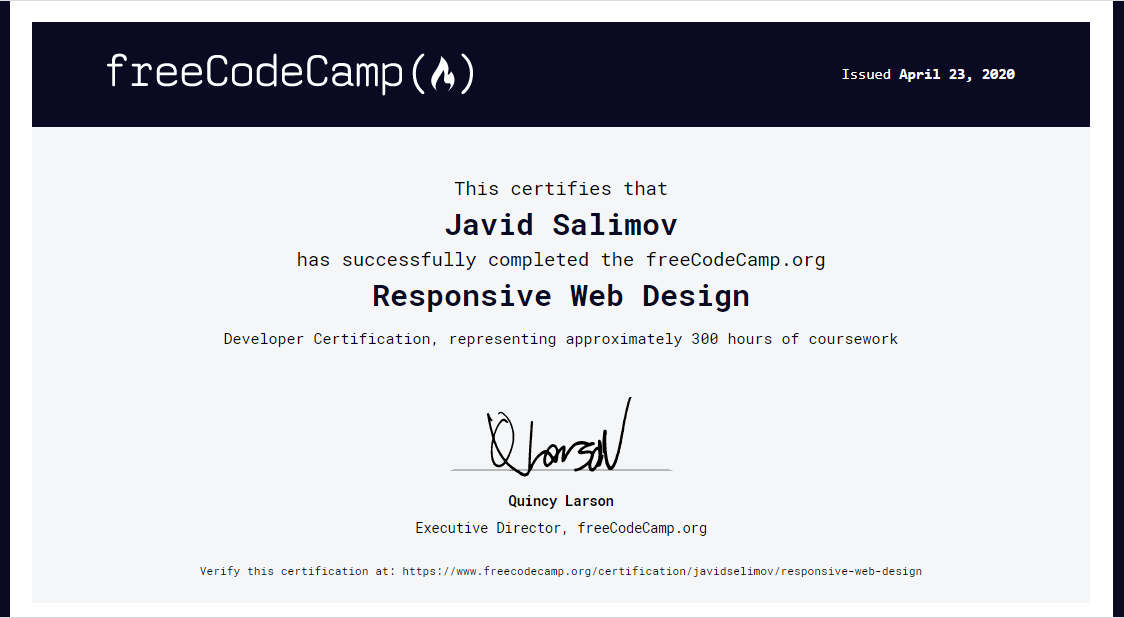 freeCodeCamp
Issued April 23, 2020
This certifies that
Javid Salimov
has successfully completed the freeCodeCamp.org
Responsive Web Design
Developer Certification, representing approximately 300 hours of coursework
Q Larson
Quincy Larson
Executive Director, freeCodeCamp.org
Verify this certification at: https://www.freecodecamp.org/certification/javidselimov/responsive-web-design